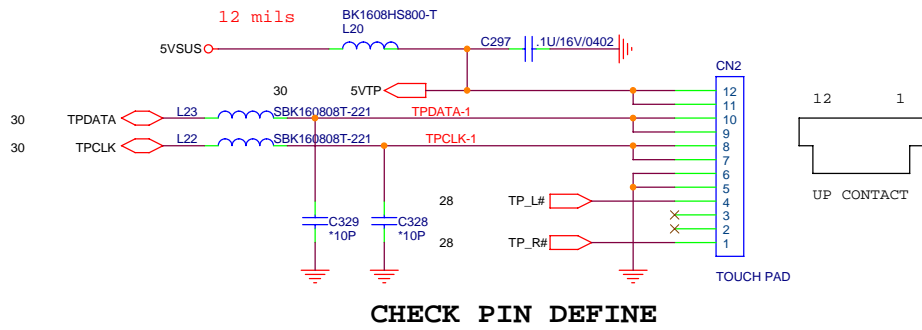 12 mils
BK1608HS800-T
L20
5VSUS
C297
.1U/16V/0402
CN2
30
5VTP
12
11
10
9
8
7
6
5
4
3
2
1
30
TPDATA
L23
SBK160808T-221
TPDATA-1
30
TPCLK
L22
SBK160808T-221
TPCLK-1
12
1
UP CONTACT
28
TP_L#
C329
*10P
C328
*10P
28
TP_R#
TOUCH PAD
CHECK PIN DEFINE